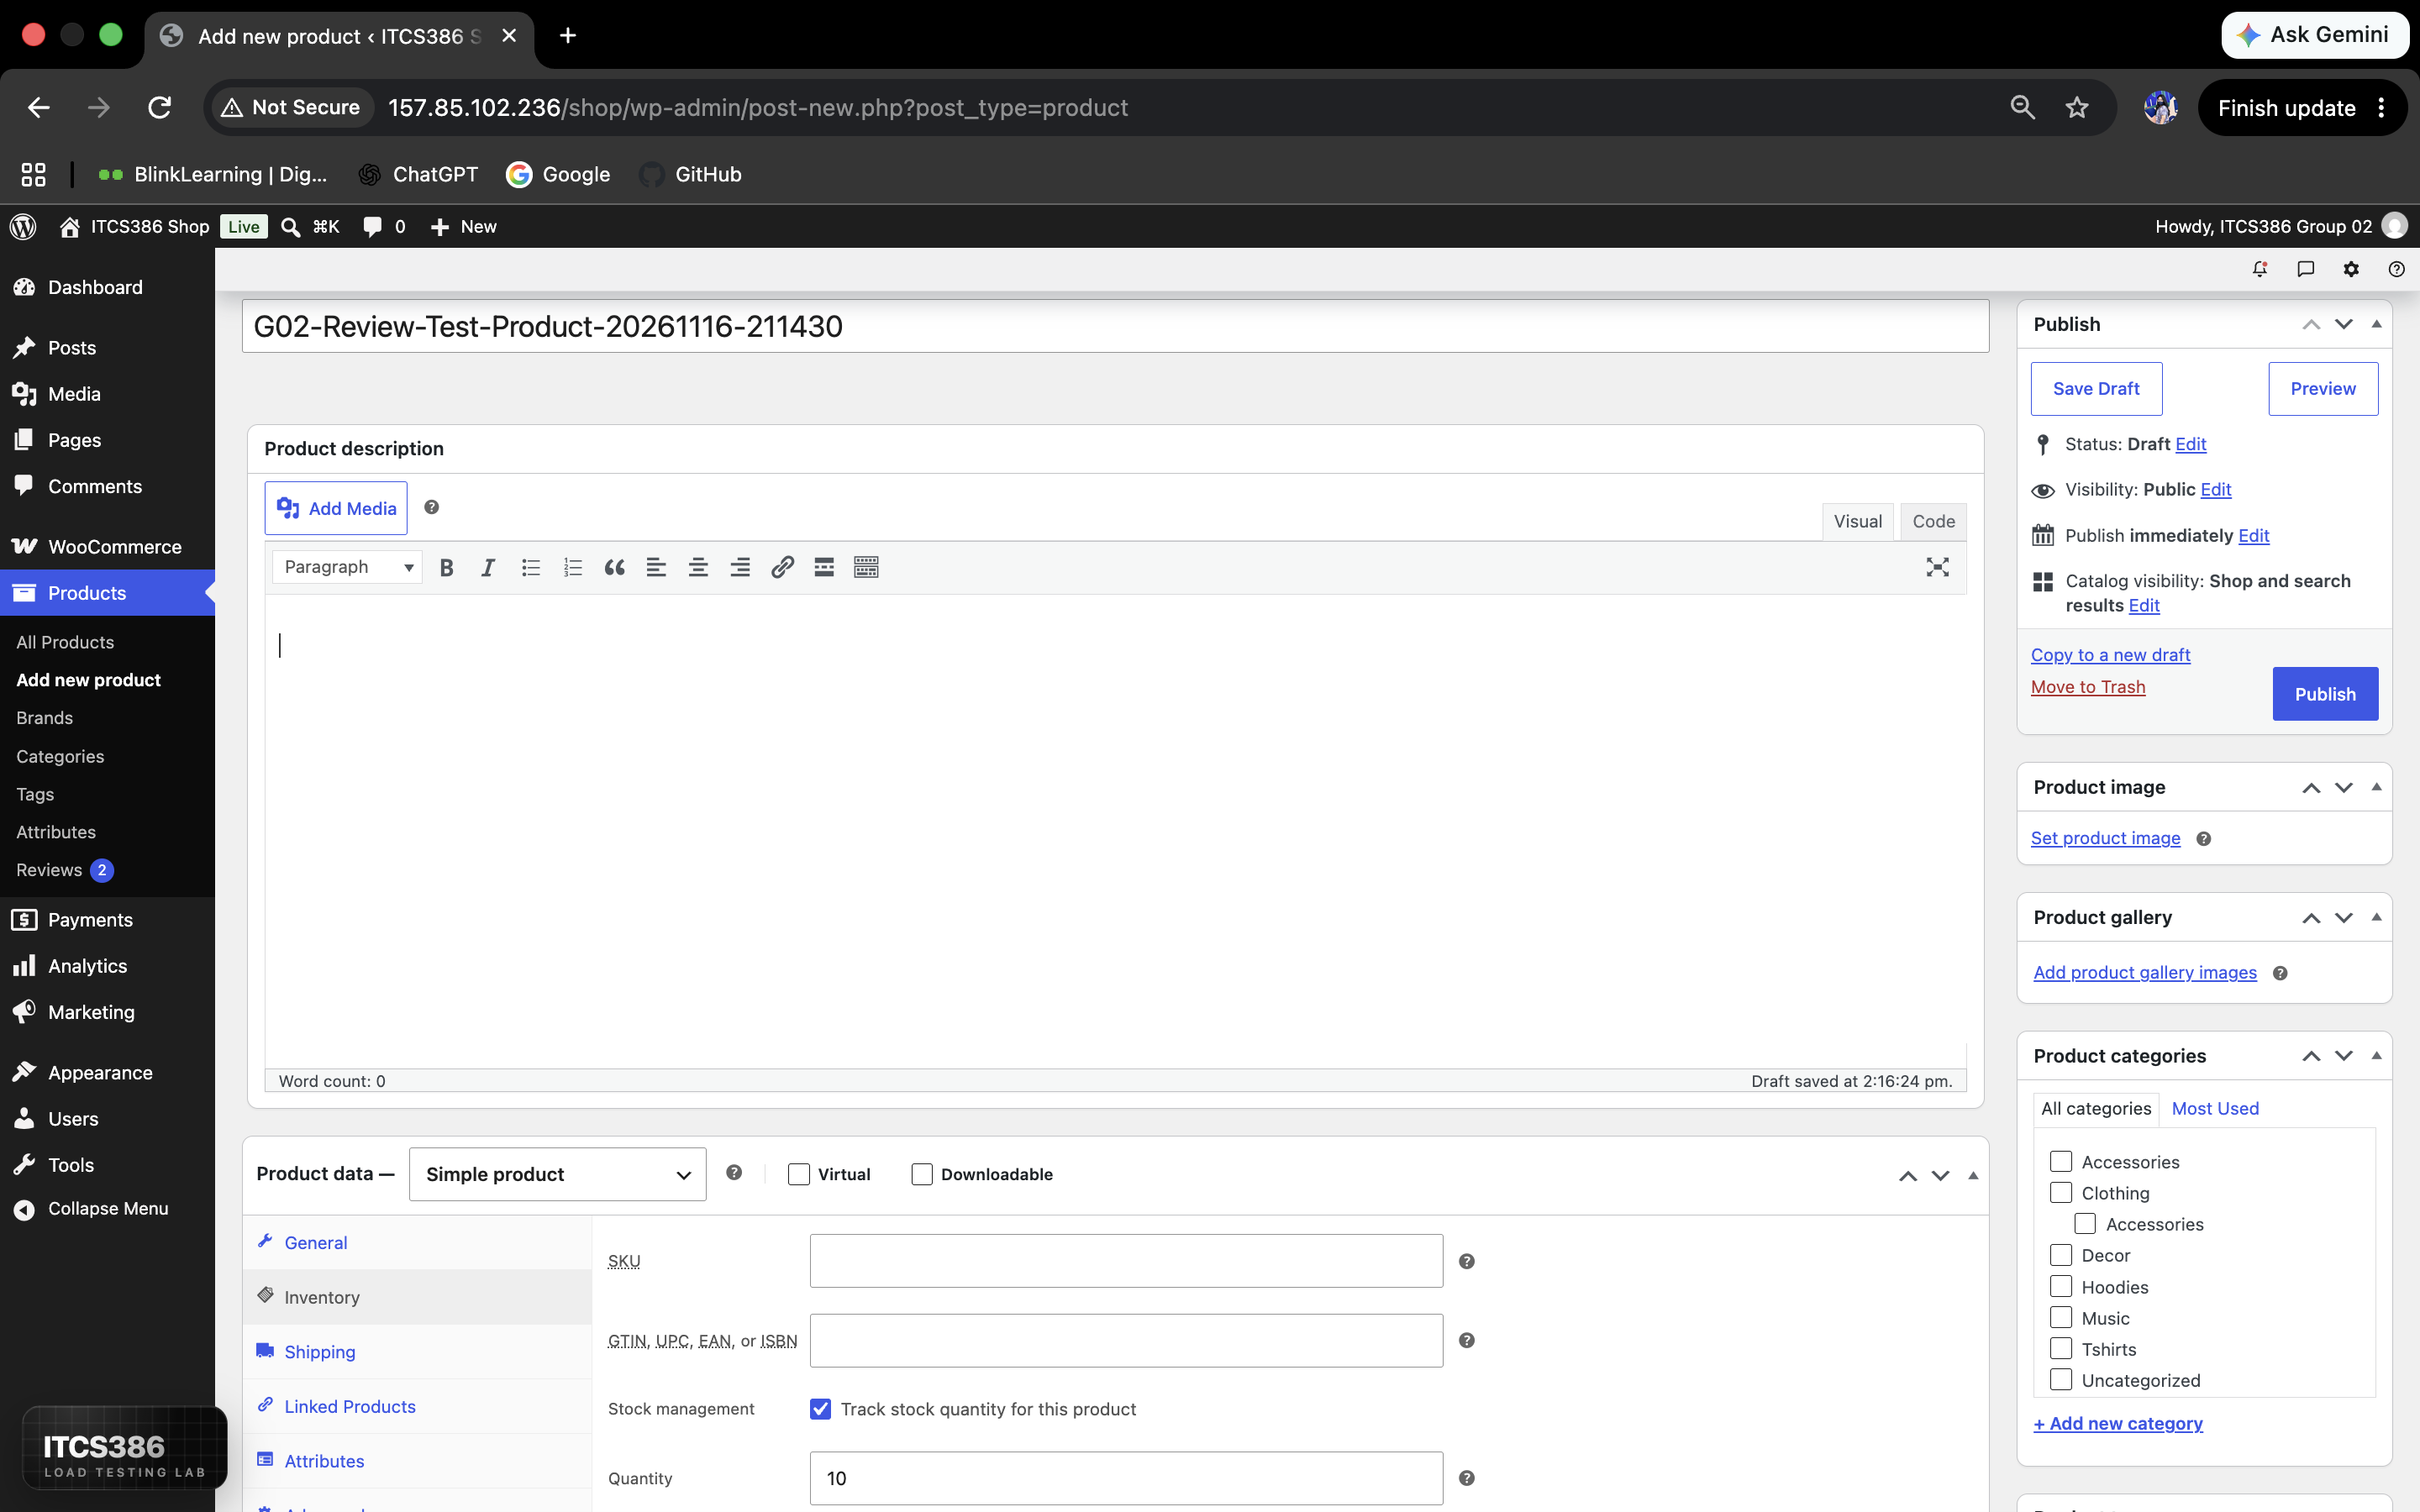 Add new product ‹ ITCS386 S
Ask Gemini
Not Secure
157.85.102.236/shop/wp-admin/post-new.php?post_type=product
Finish update
BlinkLearning | Dig...
ChatGPT
Google
GitHub
ITCS386 Shop
Live
⌘K
0
New
Howdy, ITCS386 Group 02
Dashboard
Posts
Media
Pages
Comments
WooCommerce
Products
All Products
Add new product
Brands
Categories
Tags
Attributes
Reviews 2
Payments
Analytics
Marketing
Appearance
Users
Tools
Collapse Menu
ITCS386
LOAD TESTING LAB
G02-Review-Test-Product-20261116-211430
Product description
Add Media
Visual
Code
Paragraph
Word count: 0
Draft saved at 2:16:24 pm.
Product data —
Simple product
Virtual
Downloadable
General
Inventory
Shipping
Linked Products
Attributes
SKU
GTIN, UPC, EAN, or ISBN
Stock management
Track stock quantity for this product
Quantity
10
Publish
Save Draft
Preview
Status: Draft Edit
Visibility: Public Edit
Publish immediately Edit
Catalog visibility: Shop and search
results Edit
Copy to a new draft
Move to Trash
Publish
Product image
Set product image
Product gallery
Add product gallery images
Product categories
All categories
Most Used
Accessories
Clothing
Accessories
Decor
Hoodies
Music
Tshirts
Uncategorized
+ Add new category